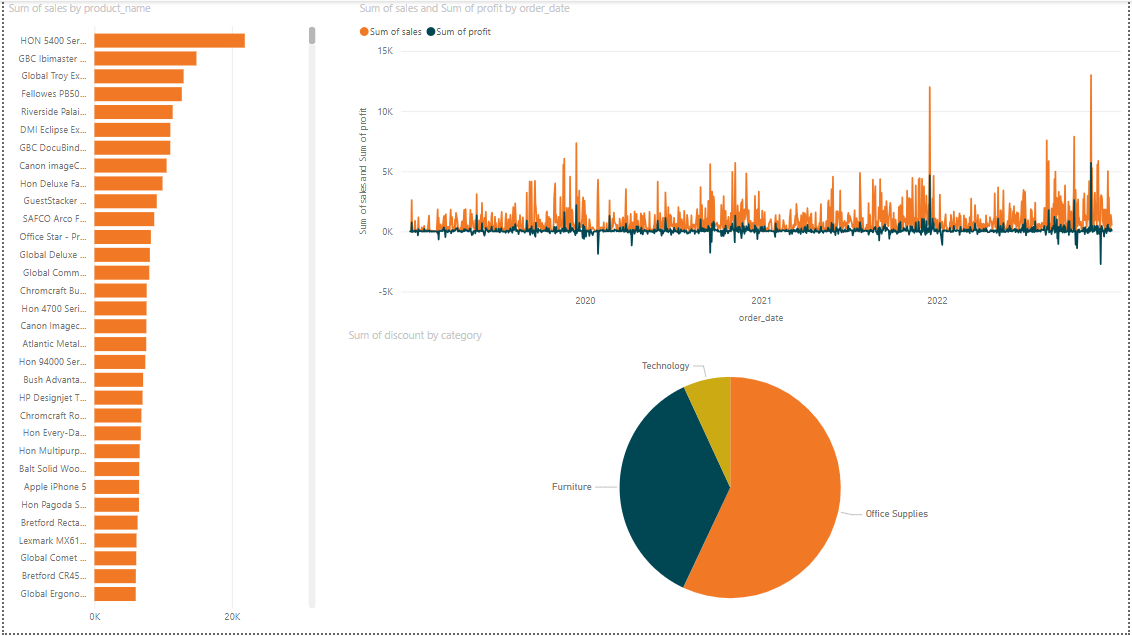 Sum of sales by product_name
HON 5400 Ser...
GBC Ibimaster ...
Global Troy Ex...
Fellowes PB50...
Riverside Palai...
DMI Eclipse Ex...
GBC DocuBind...
Canon imageC...
Hon Deluxe Fa...
GuestStacker ...
SAFCO Arco F...
Office Star - Pr...
Global Deluxe ...
Global Comm...
Chromcraft Bu...
Hon 4700 Seri...
Canon Imagec...
Atlantic Metal...
Hon 94000 Ser...
Bush Advanta...
HP Designjet T...
Chromcraft Ro...
Hon Every-Da...
Hon Multipurp...
Balt Solid Woo...
Apple iPhone 5
Hon Pagoda S...
Bretford Recta...
Lexmark MX61...
Global Comet ...
Bretford CR45...
Global Ergono...
0K 20K
Sum of sales and Sum of profit by order_date
Sum of sales Sum of profit
Sum of sales and Sum of profit
15K
10K
5K
0K
-5K
2020 2021 2022
order_date
Sum of discount by category
Technology
Furniture
Office Supplies